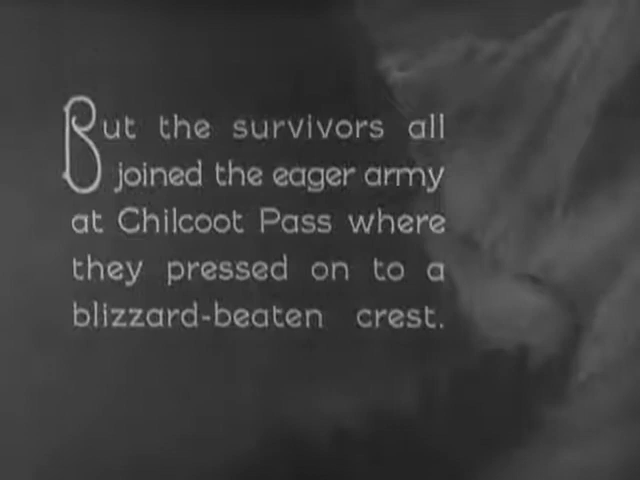 But the survivors all
joined the eager army
at Chilcoot Pass where
they pressed on to a
blizzard-beaten crest.